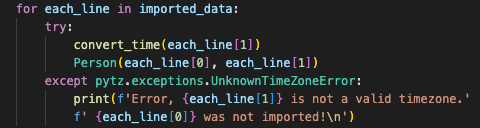 for each_line in imported_data:
    try:
        convert_time(each_line[1])
        Person(each_line[0], each_line[1])
    except pytz.exceptions.UnknownTimeZoneError:
        print(f'Error, {each_line[1]} is not a valid timezone.'
        f' {each_line[0]} was not imported!\n')